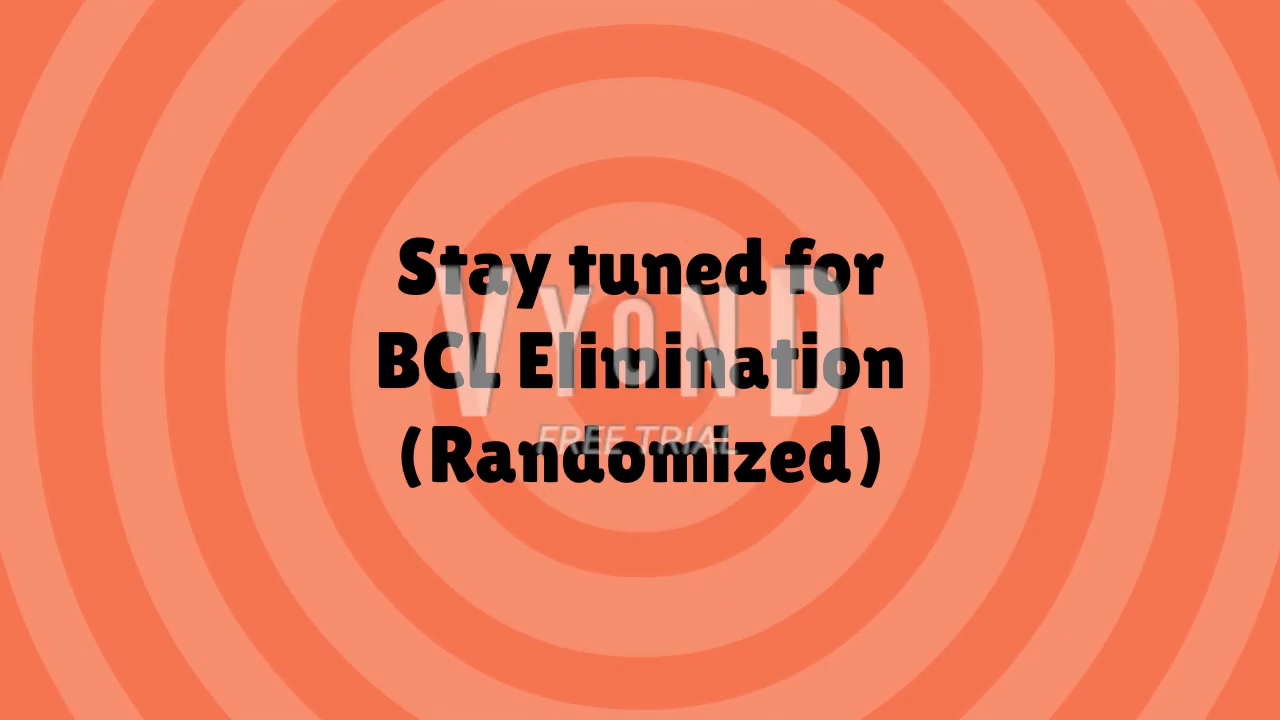 Stay tuned for
BCL Elimination
(Randomized)
VYOND
FREE TRIAL